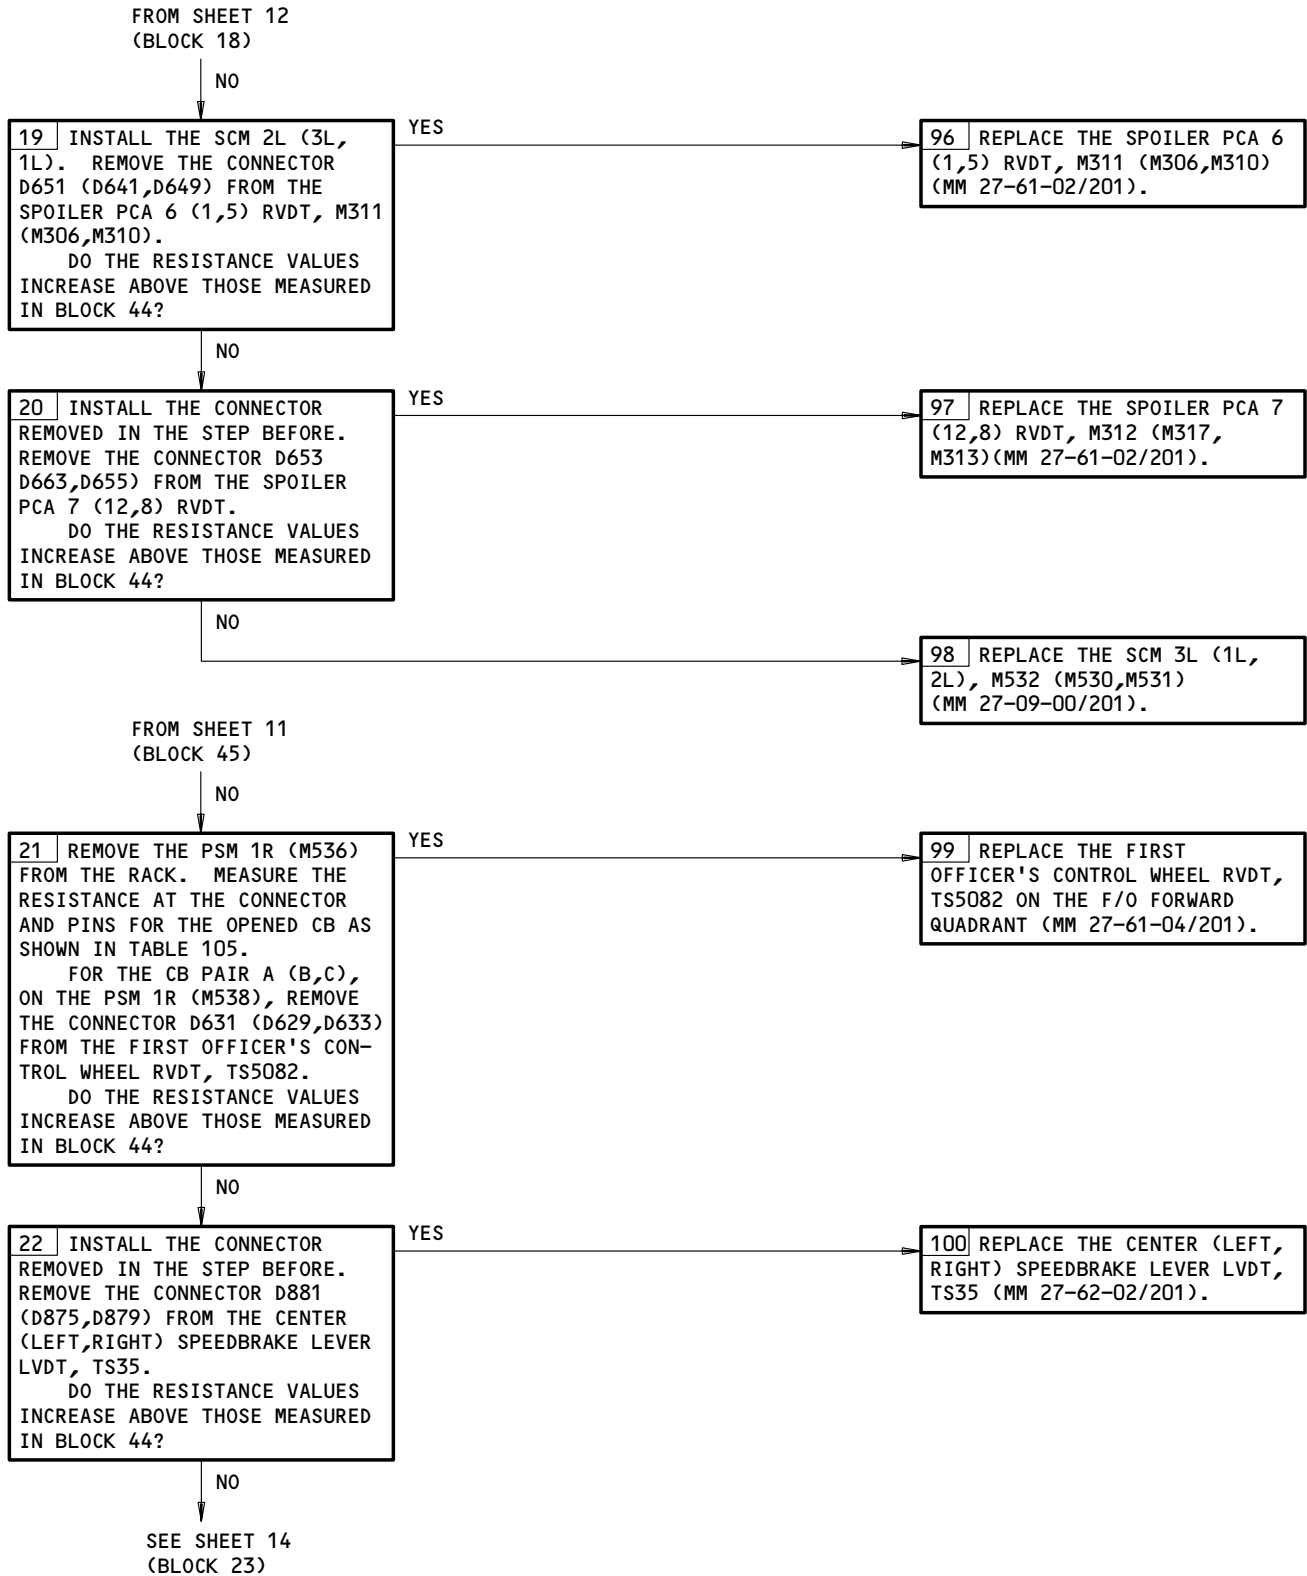 FROM SHEET 12
(BLOCK 18)
NO
19 INSTALL THE SCM 2L (3L,
1L). REMOVE THE CONNECTOR
D651 (D641,D649) FROM THE
SPOILER PCA 6 (1,5) RVDT, M311
(M306,M310).
DO THE RESISTANCE VALUES
INCREASE ABOVE THOSE MEASURED
IN BLOCK 44?
YES
96 REPLACE THE SPOILER PCA 6
(1,5) RVDT, M311 (M306,M310)
(MM 27-61-02/201).
NO
20 INSTALL THE CONNECTOR
REMOVED IN THE STEP BEFORE.
REMOVE THE CONNECTOR D653
D663,D655) FROM THE SPOILER
PCA 7 (12,8) RVDT.
DO THE RESISTANCE VALUES
INCREASE ABOVE THOSE MEASURED
IN BLOCK 44?
YES
97 REPLACE THE SPOILER PCA 7
(12,8) RVDT, M312 (M317,
M313)(MM 27-61-02/201).
NO
98 REPLACE THE SCM 3L (1L,
2L), M532 (M530,M531)
(MM 27-09-00/201).
FROM SHEET 11
(BLOCK 45)
NO
21 REMOVE THE PSM 1R (M536)
FROM THE RACK. MEASURE THE
RESISTANCE AT THE CONNECTOR
AND PINS FOR THE OPENED CB AS
SHOWN IN TABLE 105.
FOR THE CB PAIR A (B,C),
ON THE PSM 1R (M538), REMOVE
THE CONNECTOR D631 (D629,D633)
FROM THE FIRST OFFICER'S CON-
TROL WHEEL RVDT, TS5082.
DO THE RESISTANCE VALUES
INCREASE ABOVE THOSE MEASURED
IN BLOCK 44?
YES
99 REPLACE THE FIRST
OFFICER'S CONTROL WHEEL RVDT,
TS5082 ON THE F/O FORWARD
QUADRANT (MM 27-61-04/201).
NO
22 INSTALL THE CONNECTOR
REMOVED IN THE STEP BEFORE.
REMOVE THE CONNECTOR D881
(D875,D879) FROM THE CENTER
(LEFT,RIGHT) SPEEDBRAKE LEVER
LVDT, TS35.
DO THE RESISTANCE VALUES
INCREASE ABOVE THOSE MEASURED
IN BLOCK 44?
YES
100 REPLACE THE CENTER (LEFT,
RIGHT) SPEEDBRAKE LEVER LVDT,
TS35 (MM 27-62-02/201).
NO
SEE SHEET 14
(BLOCK 23)